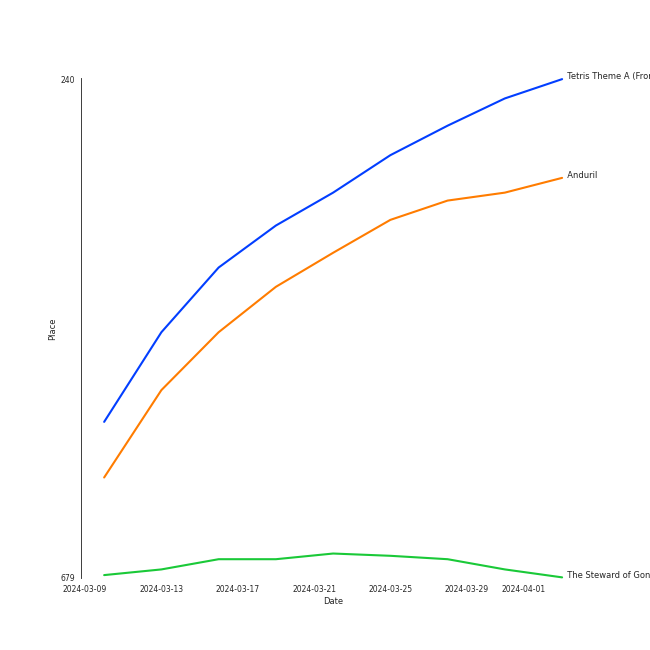 240
Tetris Theme A (From
Anduril
Place
The Steward of Gon
679
2024-03-09 2024-03-13 2024-03-17 2024-03-21 2024-03-25 2024-03-29 2024-04-01
Date